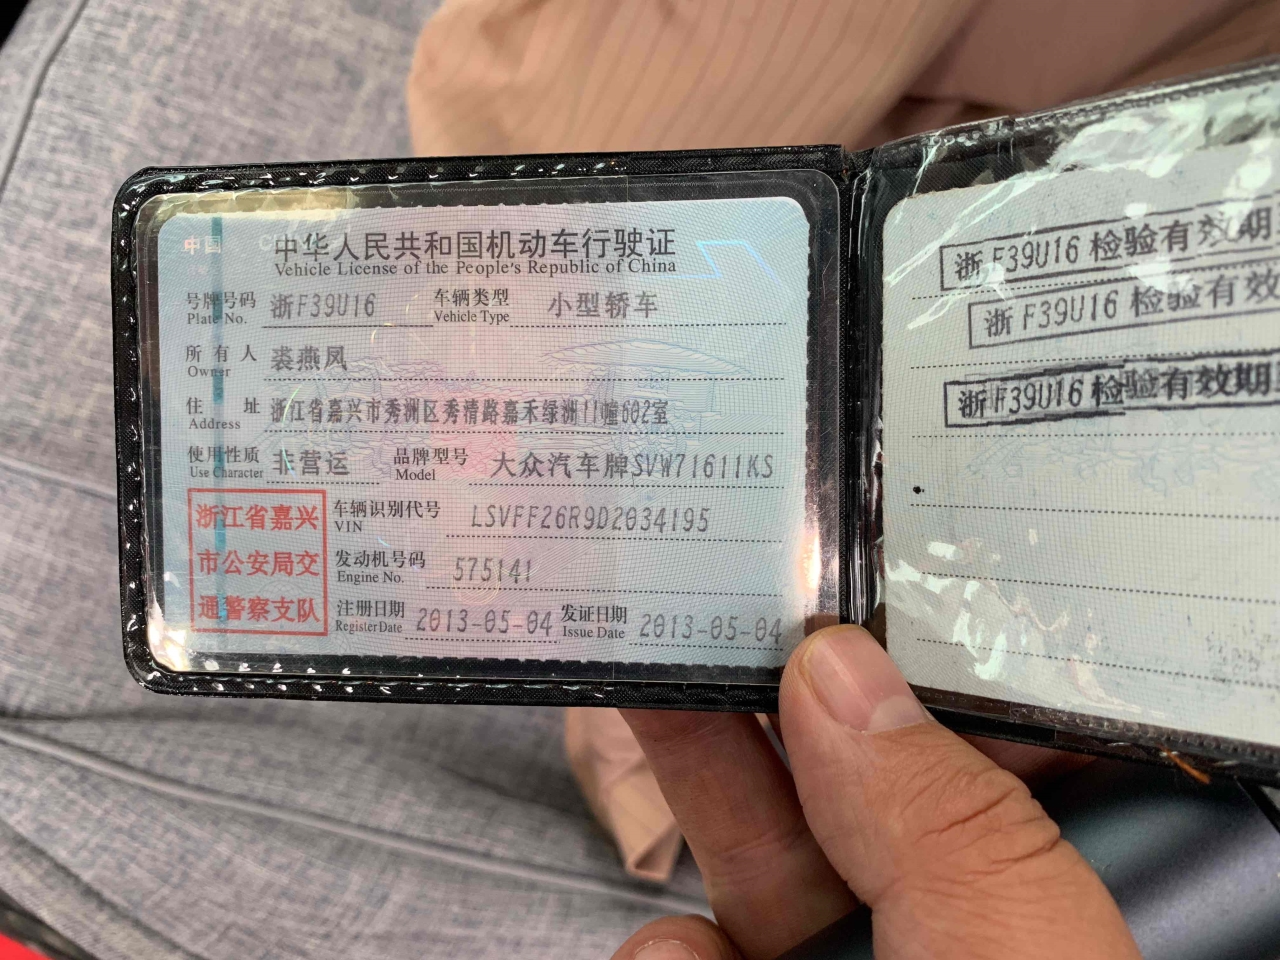 中国 CH
中华人民共和国机动车行驶证
Vehicle License of the People's Republic of China
号牌号码 浙F39U16 车辆类型 小型轿车
Plate No. Vehicle Type
所有人 裘燕凤
Owner
住址 浙江省嘉兴市秀洲区秀清路嘉禾绿洲11幢602室
Address
使用性质 非营运 品牌型号 大众汽车牌SVW71611KS
Use Character Model
浙江省嘉兴
市公安局交
通警察支队
车辆识别代号 LSVFF26R9D2034195
VIN
发动机号码 575141
Engine No.
注册日期 2013-05-04 发证日期 2013-05-04
Register Date Issue Date
浙F39U16 检验有效期
浙F39U16 检验有效
浙F39U16 检验有效期